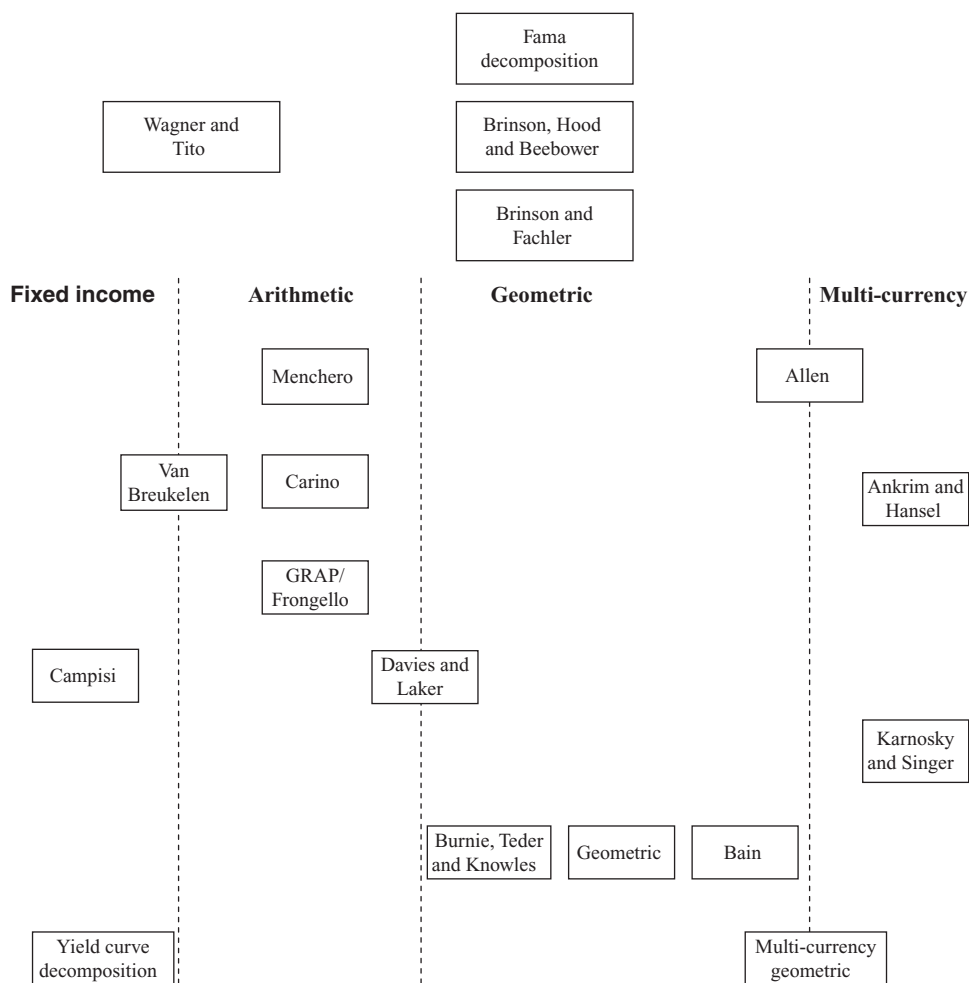 Fama
decomposition
Wagner and
Tito
Brinson, Hood
and Beebower
Brinson and
Fachler
Fixed income
Arithmetic
Geometric
Multi-currency
Menchero
Allen
Van
Breukelen
Carino
Ankrim and
Hansel
GRAP/
Frongello
Campisi
Davies and
Laker
Karnosky
and Singer
Burnie, Teder
and Knowles
Geometric
Bain
Yield curve
decomposition
Multi-currency
geometric